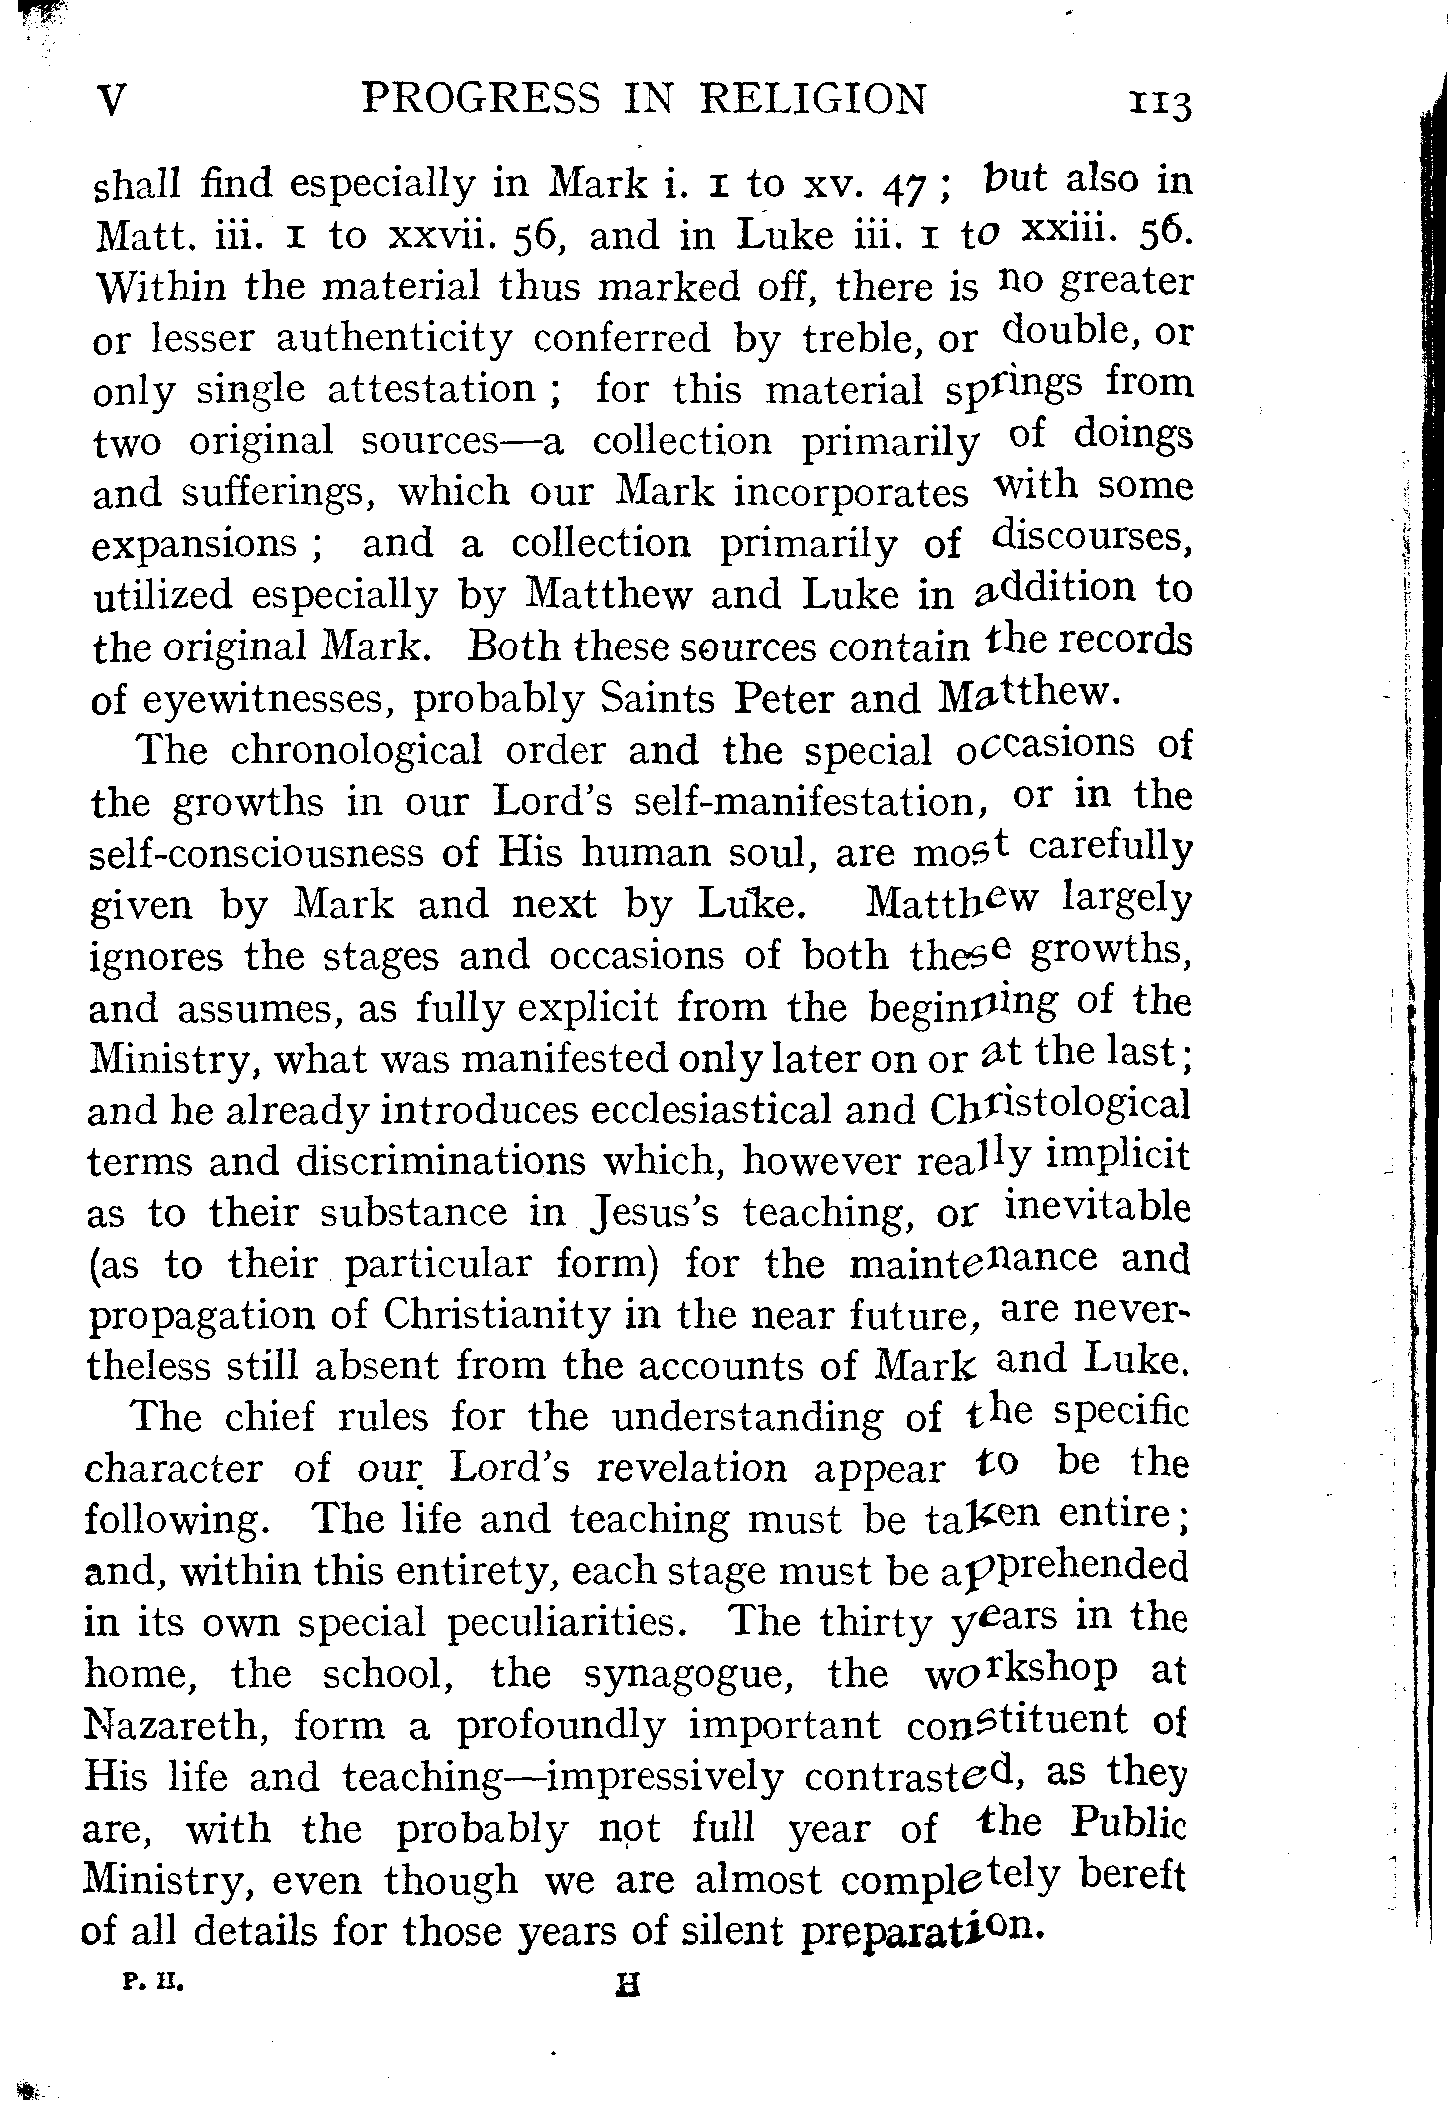 V PROGRESS IN RELIGION 113
shall find especially in Mark i. 1 to xv. 47 ; but also in
Matt. iii. 1 to xxvii. 56, and in Luke iii. 1 to xxiii. 56.
Within the material thus marked off, there is no greater
or lesser authenticity conferred by treble, or double, or
only single attestation ; for this material springs from
two original sources—a collection primarily of doings
and sufferings, which our Mark incorporates with some
expansions ; and a collection primarily of discourses,
utilized especially by Matthew and Luke in addition to
the original Mark. Both these sources contain the records
of eyewitnesses, probably Saints Peter and Matthew.
The chronological order and the special occasions of
the growths in our Lord's self-manifestation, or in the
self-consciousness of His human soul, are most carefully
given by Mark and next by Luke. Matthew largely
ignores the stages and occasions of both these growths,
and assumes, as fully explicit from the beginning of the
Ministry, what was manifested only later on or at the last ;
and he already introduces ecclesiastical and Christological
terms and discriminations which, however really implicit
as to their substance in Jesus's teaching, or inevitable
(as to their particular form) for the maintenance and
propagation of Christianity in the near future, are never-
theless still absent from the accounts of Mark and Luke.
The chief rules for the understanding of the specific
character of our Lord's revelation appear to be the
following. The life and teaching must be taken entire ;
and, within this entirety, each stage must be apprehended
in its own special peculiarities. The thirty years in the
home, the school, the synagogue, the workshop at
Nazareth, form a profoundly important constituent of
His life and teaching—impressively contrasted, as they
are, with the probably not full year of the Public
Ministry, even though we are almost completely bereft
of all details for those years of silent preparation.
P. II. H